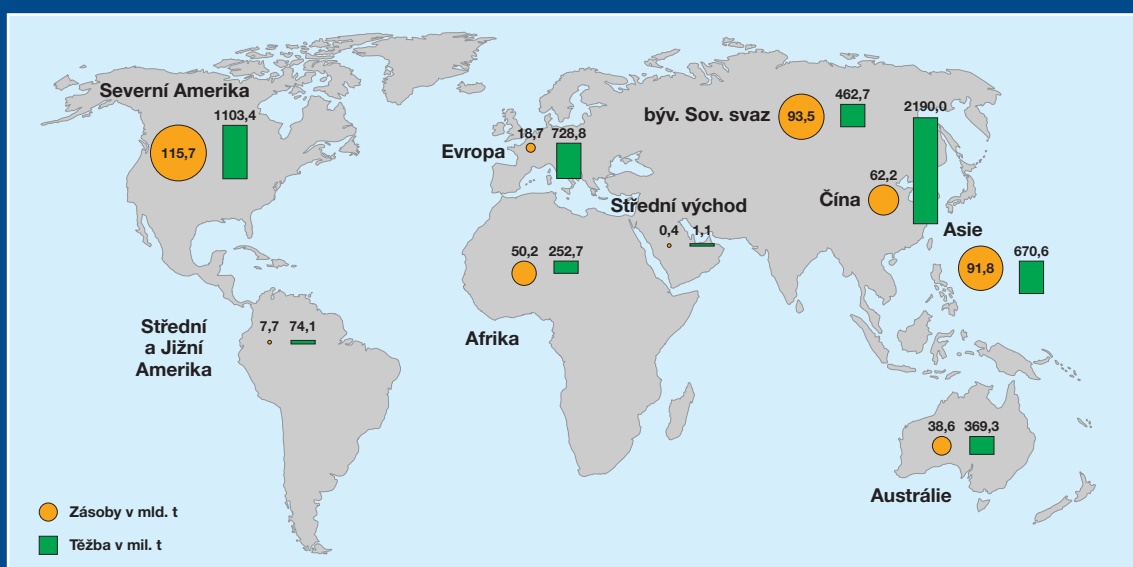 Severní Amerika
1103,4
115,7
Evropa
18,7 728,8
býv. Sov. svaz
93,5
462,7
2190,0
62,2
Čína
Střední východ
0,4 1,1
Asie
91,8
670,6
50,2 252,7
Afrika
Střední
a Jižní
Amerika
7,7 74,1
38,6 369,3
Austrálie
Zásoby v mld. t
Těžba v mil. t